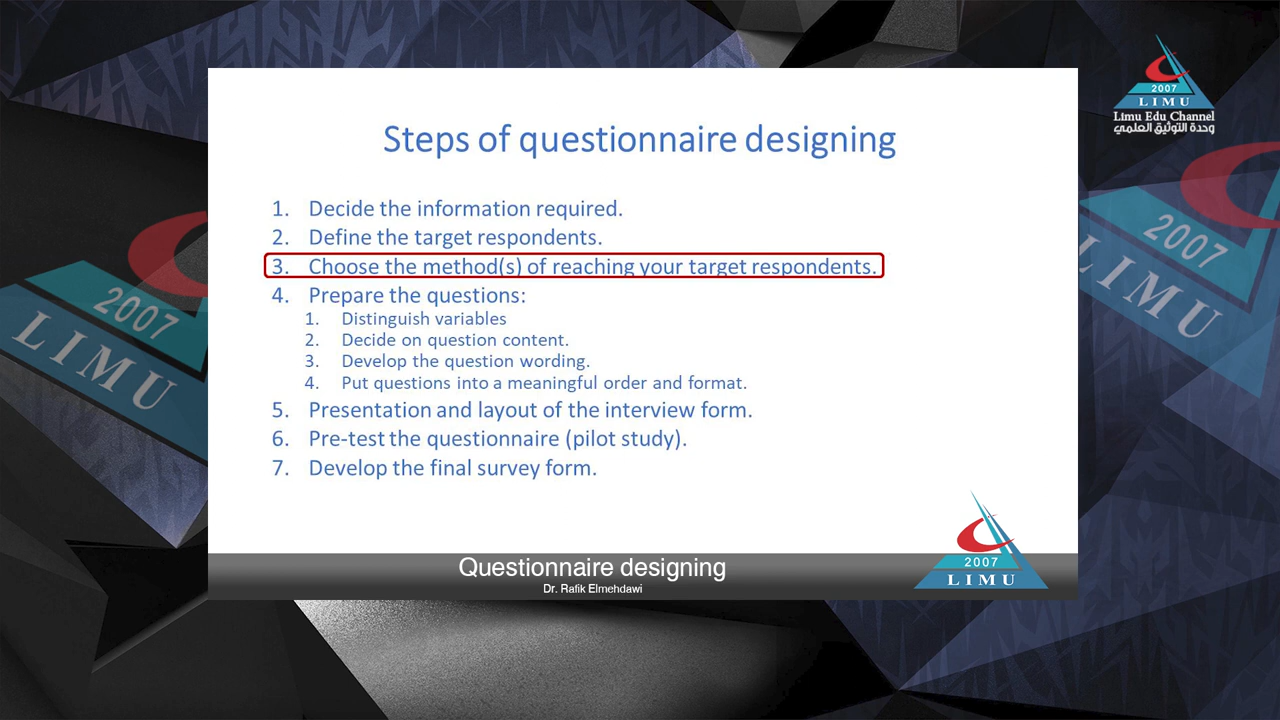 2007
LIMU
Limu Edu Channel
وحدة التوثيق العلمي
Steps of questionnaire designing
1. Decide the information required.
2. Define the target respondents.
3. Choose the method(s) of reaching your target respondents.
4. Prepare the questions:
1. Distinguish variables
2. Decide on question content.
3. Develop the question wording.
4. Put questions into a meaningful order and format.
5. Presentation and layout of the interview form.
6. Pre-test the questionnaire (pilot study).
7. Develop the final survey form.
2007
LIMU
2007
LIMU
2007
LIMU
Questionnaire designing
Dr. Rafik Elmehdawi